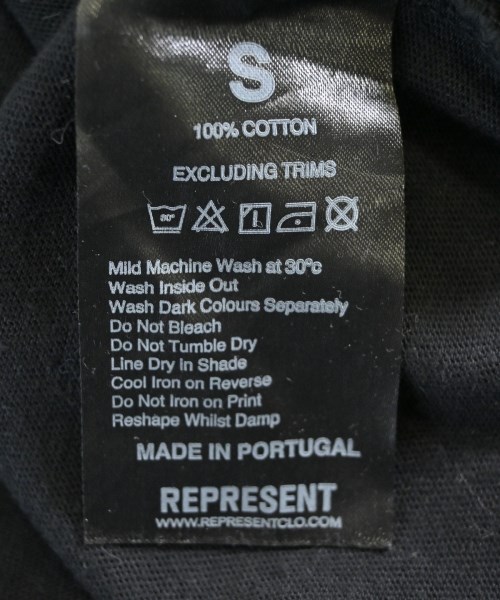 S
100% COTTON
EXCLUDING TRIMS
30°
Mild Machine Wash at 30°c
Wash Inside Out
Wash Dark Colours Separately
Do Not Bleach
Do Not Tumble Dry
Line Dry in Shade
Cool Iron on Reverse
Do Not Iron on Print
Reshape Whilst Damp
MADE IN PORTUGAL
REPRESENT
WWW.REPRESENTCLO.COM